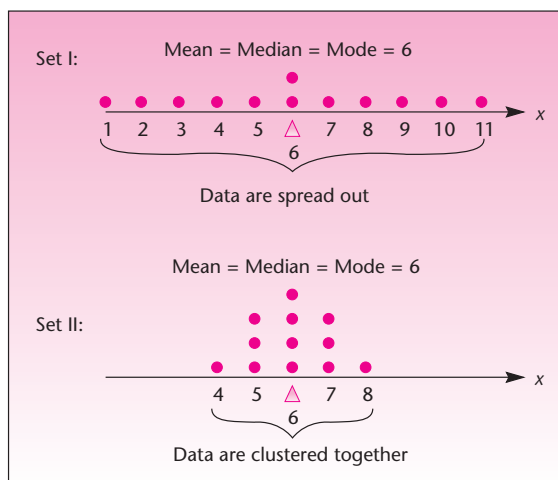 Set I:
Mean = Median = Mode = 6
x
1 2 3 4 5 7 8 9 10 11
6
Data are spread out
Mean = Median = Mode = 6
Set II:
x
4 5 7 8
6
Data are clustered together